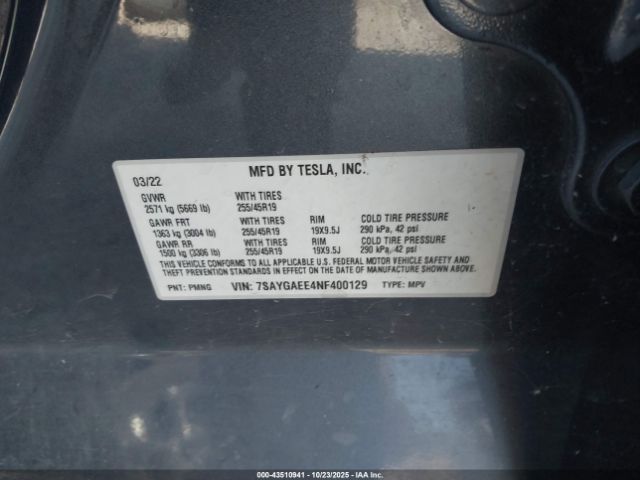 MFD BY TESLA, INC.
03/22
GVWR WITH TIRES
2571 kg (5669 lb) 255/45R19
GAWR FRT WITH TIRES RIM COLD TIRE PRESSURE
1363 kg (3004 lb) 255/45R19 19X9.5J 290 kPa, 42 psi
GAWR RR WITH TIRES RIM COLD TIRE PRESSURE
1500 kg (3306 lb) 255/45R19 19X9.5J 290 kPa, 42 psi
THIS VEHICLE CONFORMS TO ALL APPLICABLE U.S. FEDERAL MOTOR VEHICLE SAFETY AND
THEFT PREVENTION STANDARDS IN EFFECT ON THE DATE OF MANUFACTURE SHOWN ABOVE.
PNT: PMNG VIN: 7SAYGAEE4NF400129 TYPE: MPV
000-43510941 - 10/23/2025 - IAA Corp.